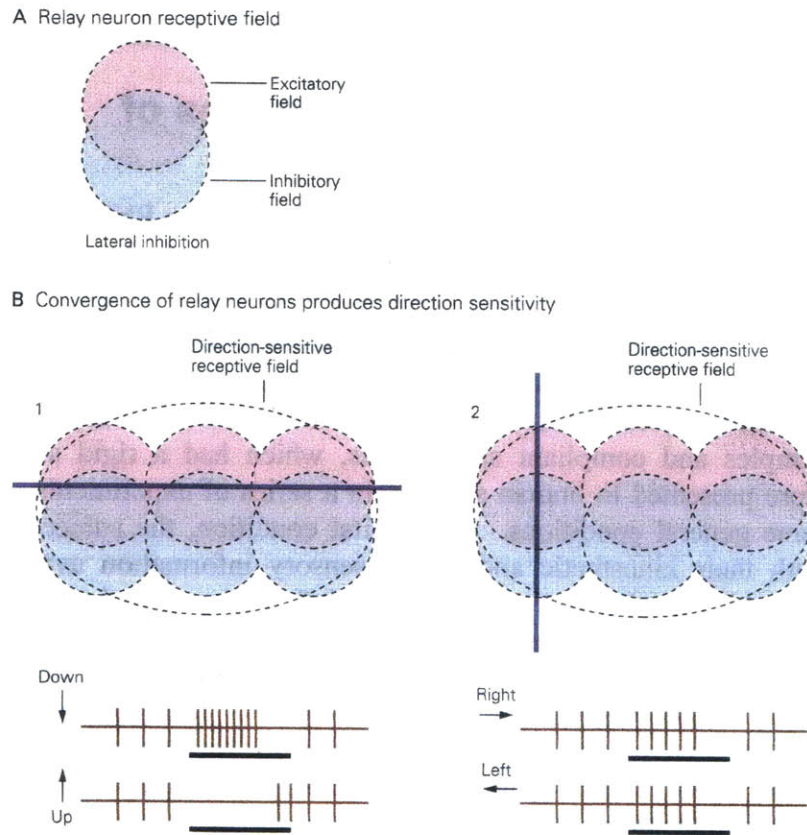 A Relay neuron receptive field
Excitatory
field
Inhibitory
field
Lateral inhibition
B Convergence of relay neurons produces direction sensitivity
Direction-sensitive
receptive field
1
Direction-sensitive
receptive field
2
Down
Up
Right
Left